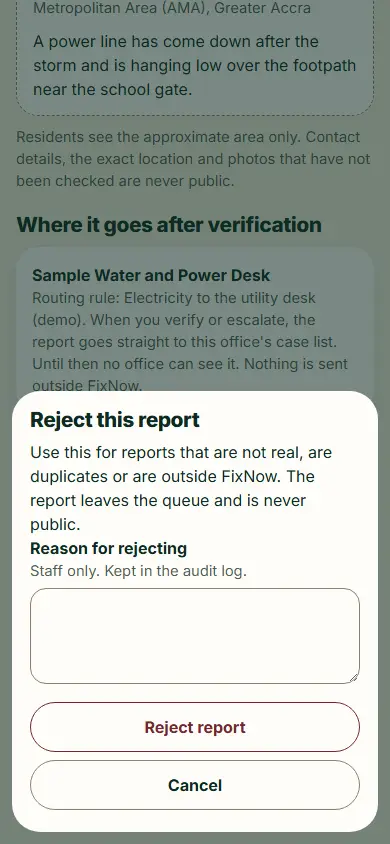 Metropolitan Area (AMA), Greater Accra
A power line has come down after the
storm and is hanging low over the footpath
near the school gate.
Residents see the approximate area only. Contact
details, the exact location and photos that have not
been checked are never public.
Where it goes after verification
Sample Water and Power Desk
Routing rule: Electricity to the utility desk
(demo). When you verify or escalate, the
report goes straight to this office's case list.
Until then no office can see it. Nothing is sent
outside FixNow.
Reject this report
Use this for reports that are not real, are
duplicates or are outside FixNow. The
report leaves the queue and is never
public.
Reason for rejecting
Staff only. Kept in the audit log.
Reject report
Cancel